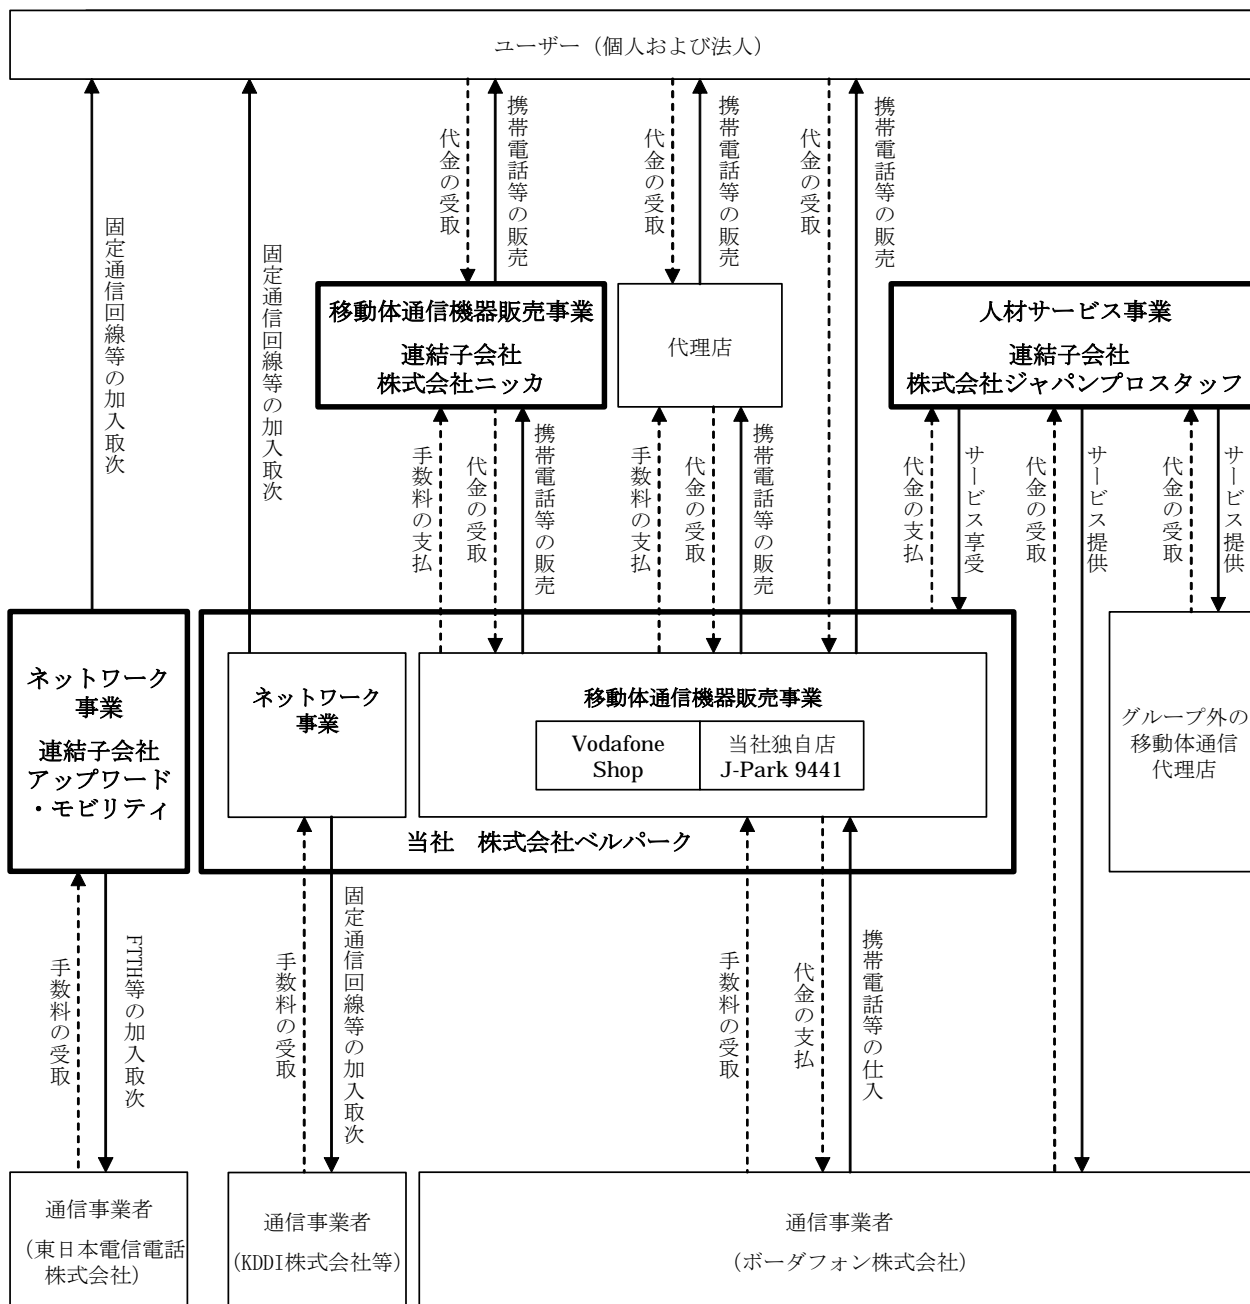 ユーザー（個人および法人）
固定通信回線等の加入取次
固定通信回線等の加入取次
代金の受取
携帯電話等の販売
代金の受取
携帯電話等の販売
代金の受取
携帯電話等の販売
移動体通信機器販売事業
連結子会社
株式会社ニッカ
代理店
人材サービス事業
連結子会社
株式会社ジャパンプロスタッフ
手数料の支払
代金の受取
携帯電話等の販売
手数料の支払
代金の受取
携帯電話等の販売
代金の支払
サービス享受
代金の受取
サービス提供
代金の受取
サービス提供
ネットワーク
事業
連結子会社
アップワード
・モビリティ
ネットワーク
事業
移動体通信機器販売事業
Vodafone
Shop
当社独自店
J-Park 9441
当社　株式会社ベルパーク
グループ外の
移動体通信
代理店
手数料の受取
FTTH等の加入取次
手数料の受取
固定通信回線等の加入取次
手数料の受取
代金の支払
携帯電話等の仕入
通信事業者
（東日本電信電話
株式会社）
通信事業者
(KDDI株式会社等)
通信事業者
（ボーダフォン株式会社）